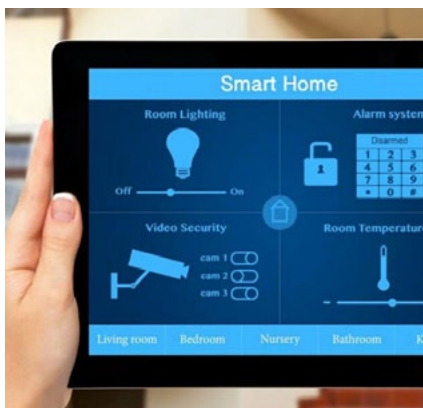 Smart Home
Room Lighting
Off
On
Alarm system
Disarmed
1 2 3
4 5 6
7 8 9
* 0 #
Video Security
cam 1
cam 2
cam 3
Room Temperature
-
Living room
Bedroom
Nursery
Bathroom
K